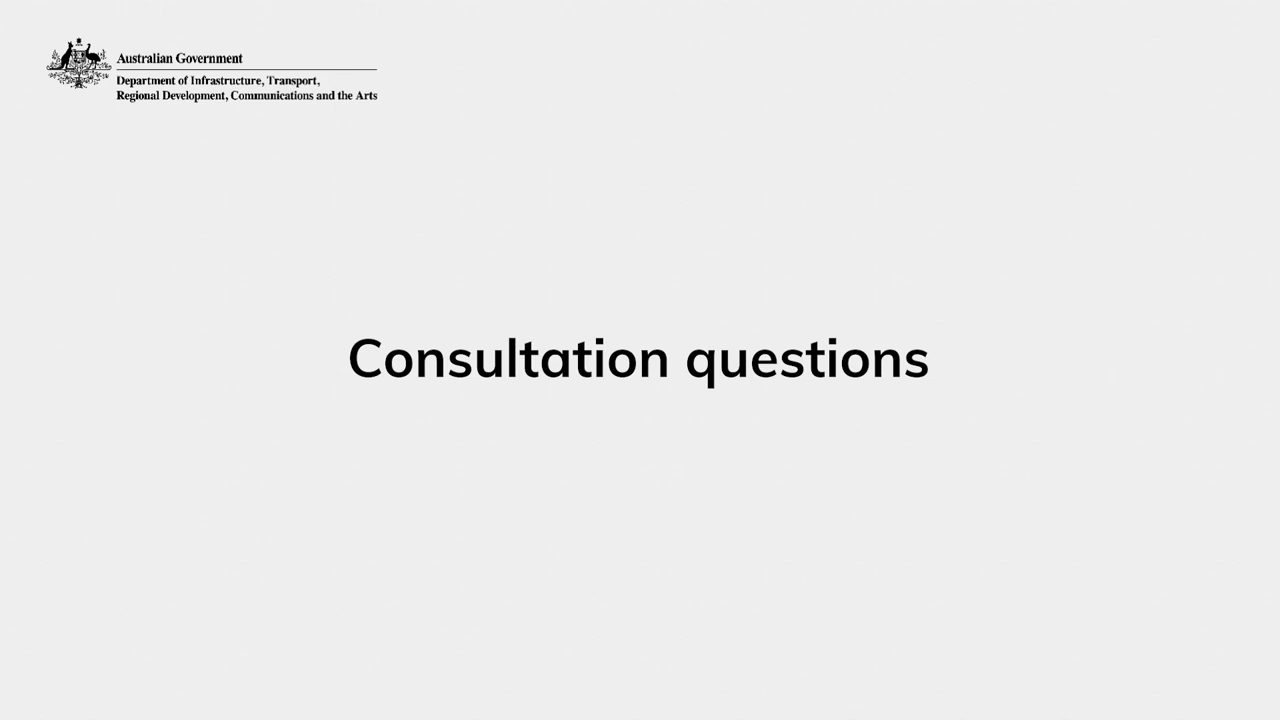 Australian Government
Department of Infrastructure, Transport,
Regional Development, Communications and the Arts
Consultation questions